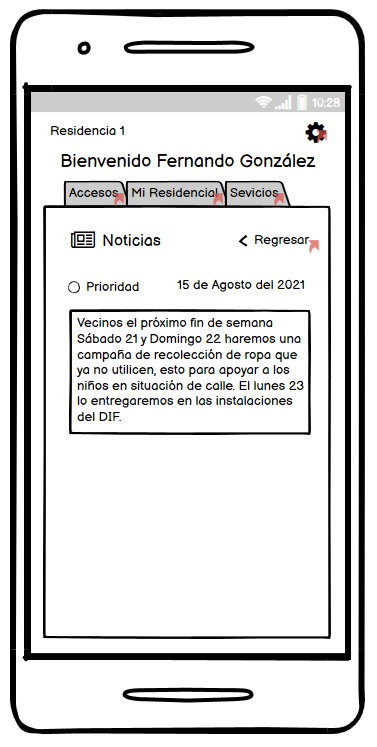 10:28
Residencia 1
Bienvenido Fernando González
Accesos Mi Residencial Sevicios
Noticias Regresar
Prioridad 15 de Agosto del 2021
Vecinos el próximo fin de semana
Sábado 21 y Domingo 22 haremos una
campaña de recolección de ropa que
ya no utilicen, esto para apoyar a los
niños en situación de calle. El lunes 23
lo entregaremos en las instalaciones
del DIF.